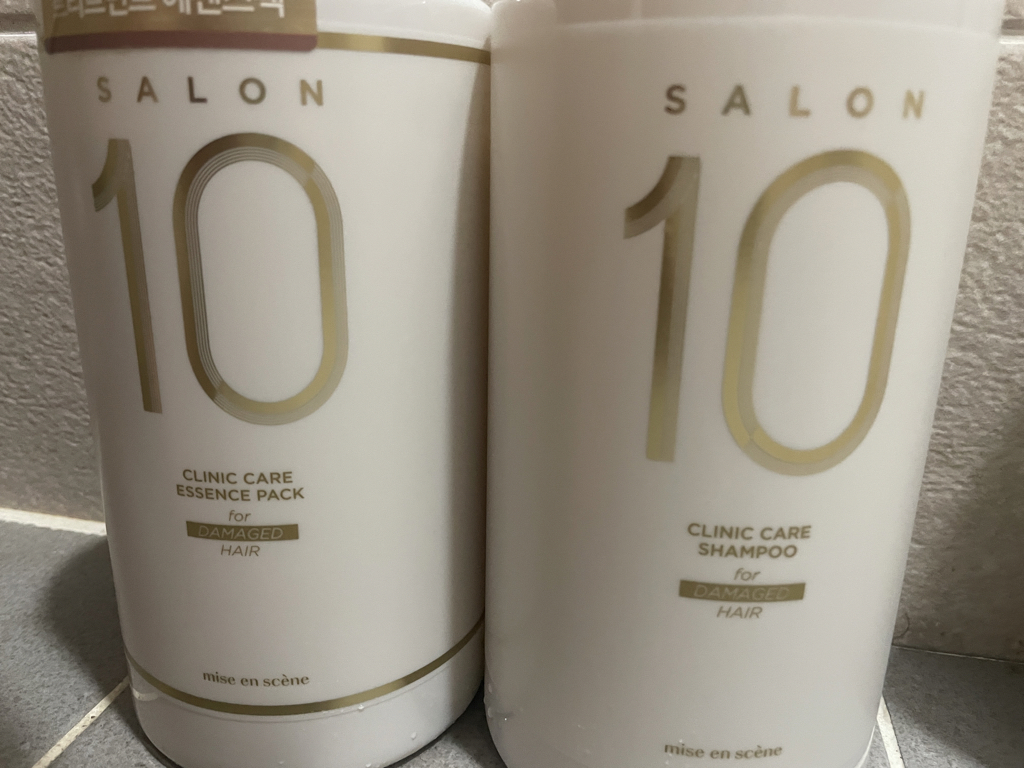 SALON
10
CLINIC CARE
ESSENCE PACK
for
DAMAGED
HAIR
mise en scène
SALON
10
CLINIC CARE
SHAMPOO
for
DAMAGED
HAIR
mise en scène